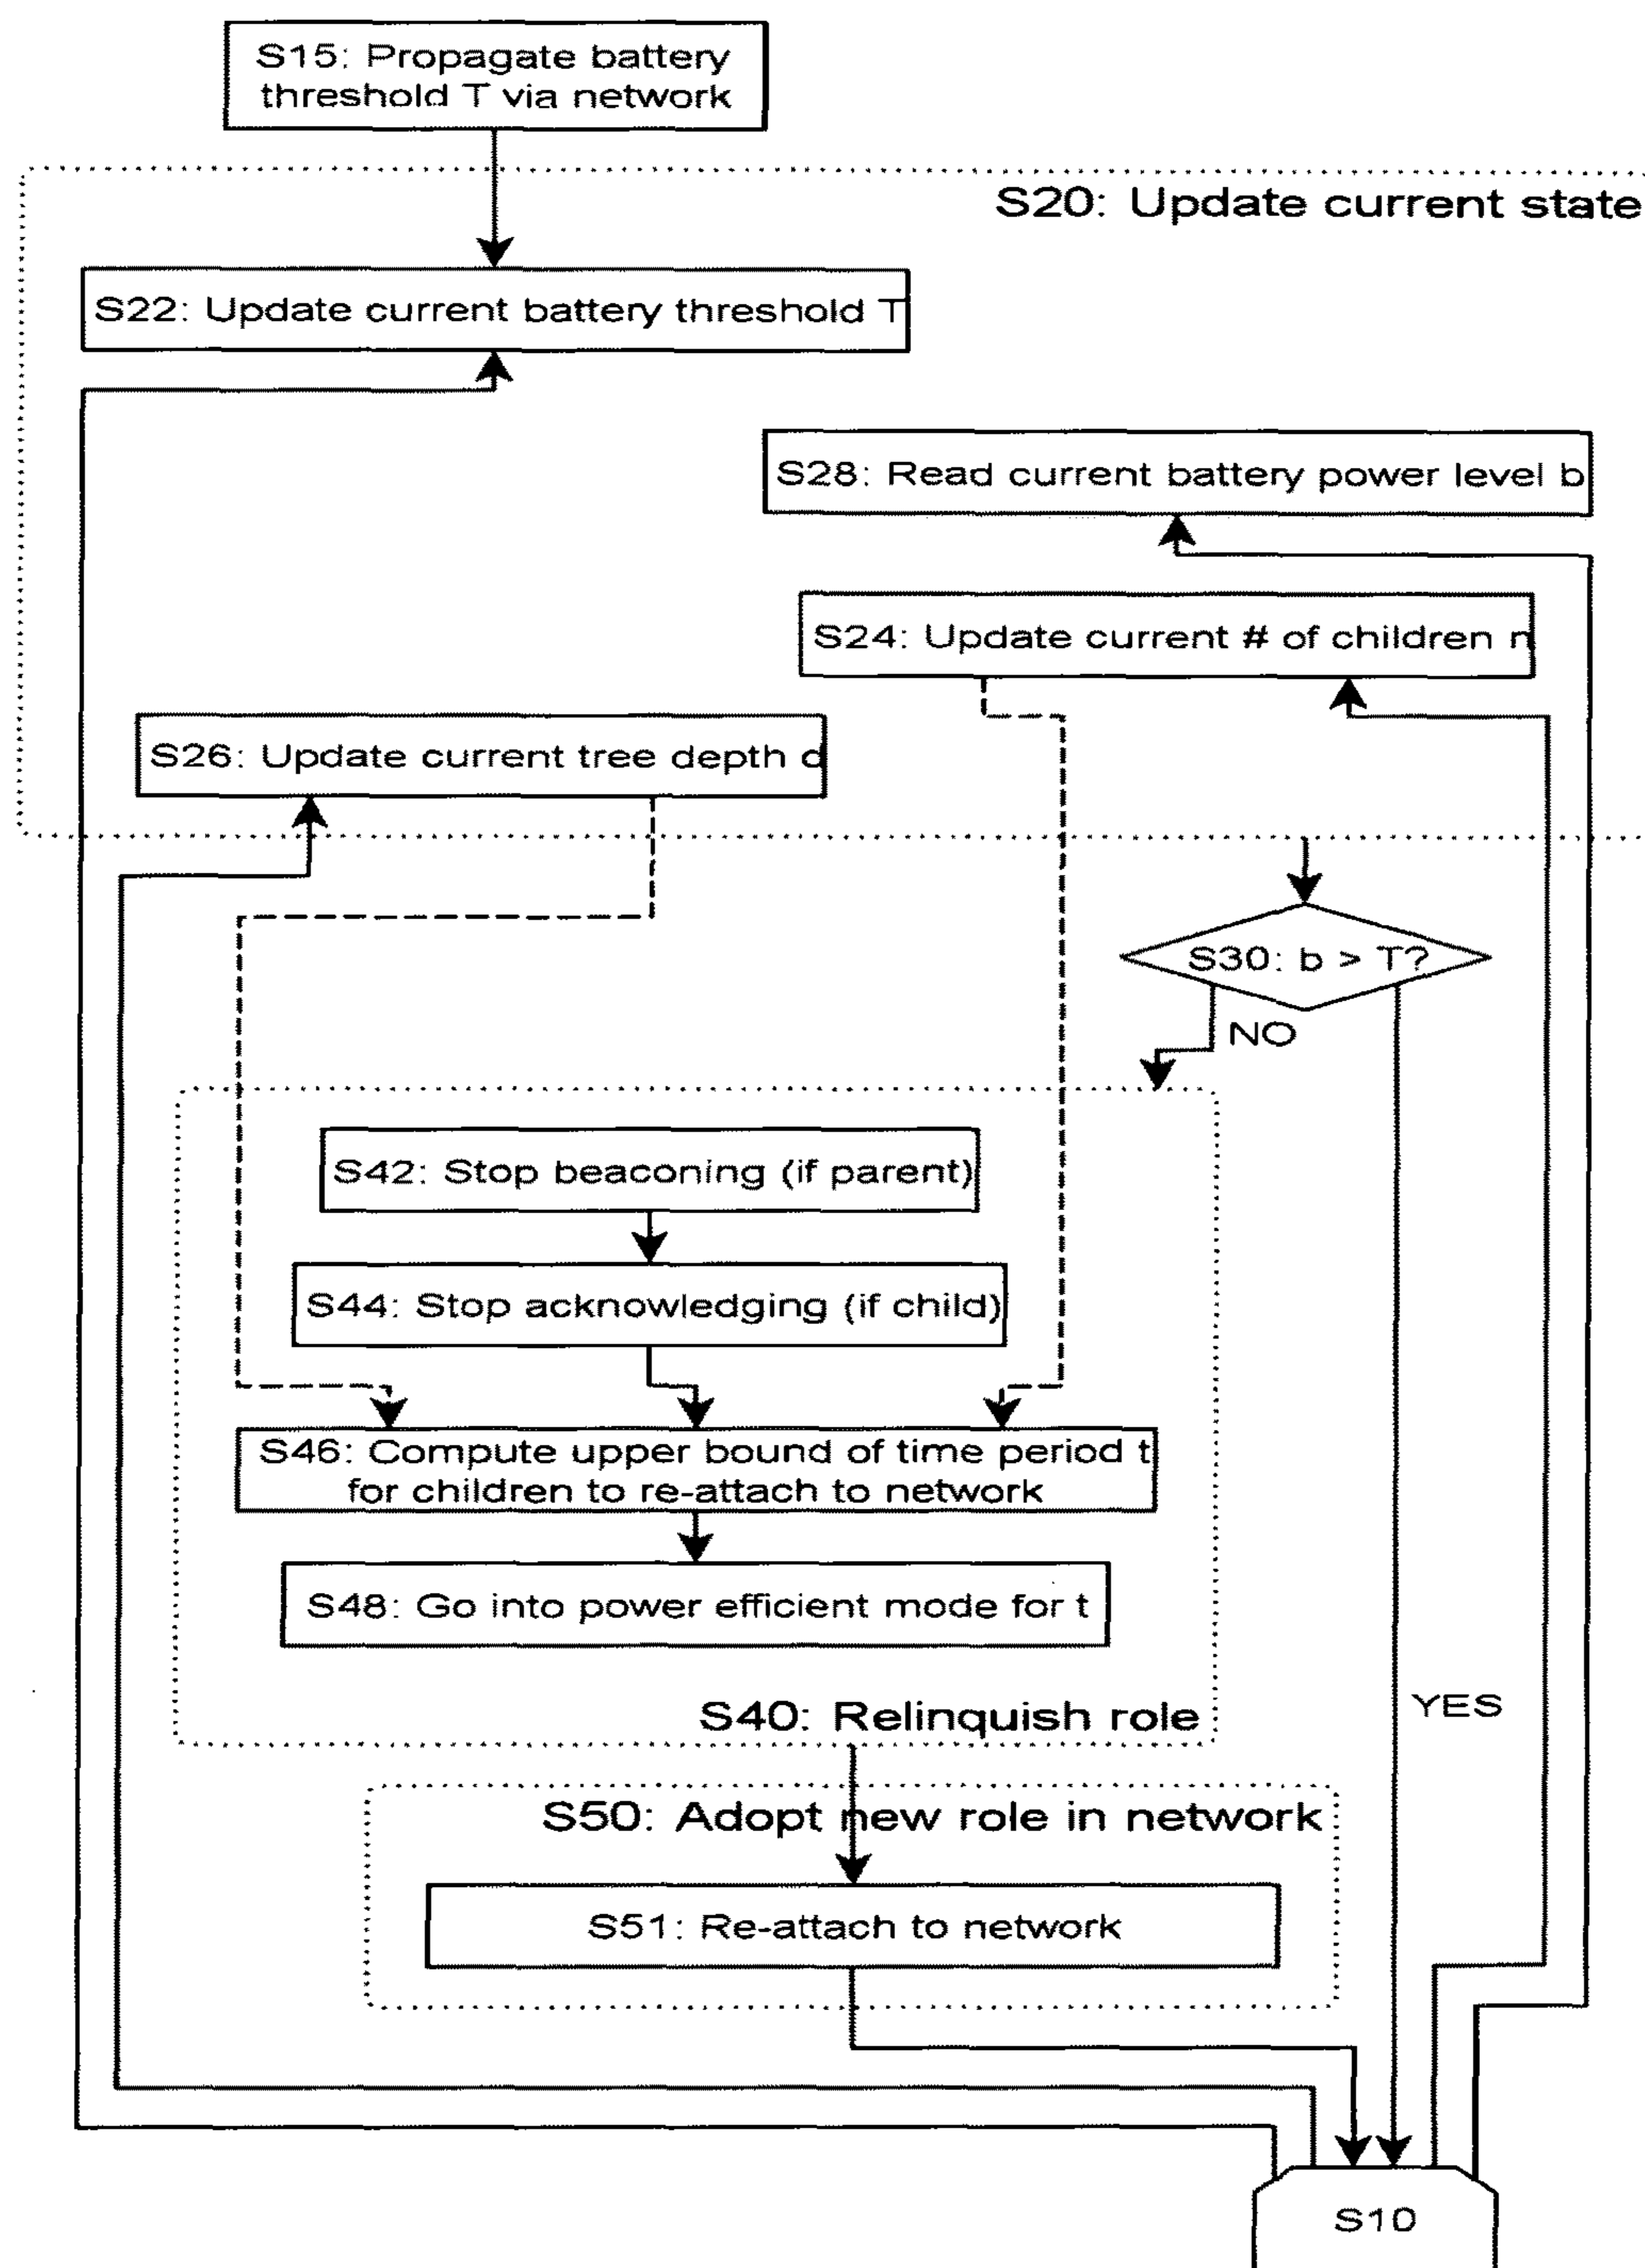 S15: Propagate battery
threshold T via network
S20: Update current state
S22: Update current battery threshold T
S28: Read current battery power level b
S24: Update current # of children n
S26: Update current tree depth d
S30: b > T?
NO
S42: Stop beaconing (if parent)
S44: Stop acknowledging (if child)
S46: Compute upper bound of time period t
for children to re-attach to network
S48: Go into power efficient mode for t
S40: Relinquish role
YES
S50: Adopt new role in network
S51: Re-attach to network
S10